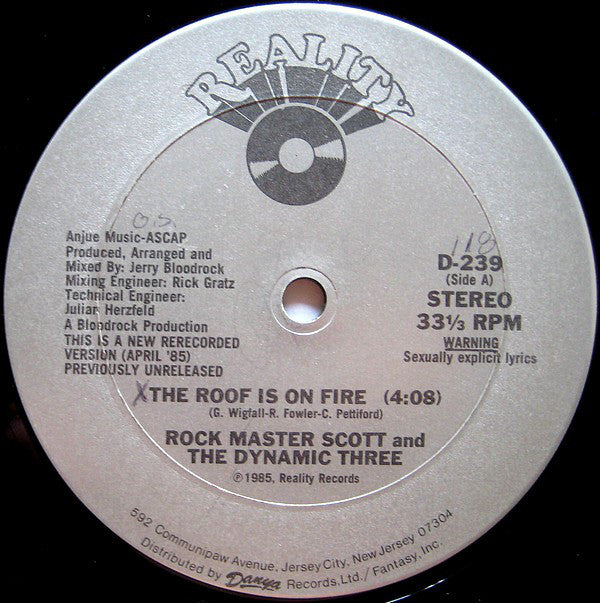 REALITY
O.S.
Anjue Music-ASCAP
Produced, Arranged and
Mixed By: Jerry Bloodrock
Mixing Engineer: Rick Gratz
Technical Engineer:
Julian Herzfeld
A Bloodrock Production
THIS IS A NEW RERECORDED
VERSION (APRIL '85)
PREVIOUSLY UNRELEASED
118
D-239
(Side A)
STEREO
33⅓ RPM
WARNING
Sexually explicit lyrics
X THE ROOF IS ON FIRE (4:08)
(G. Wigfall-R. Fowler-C. Pettiford)
ROCK MASTER SCOTT and
THE DYNAMIC THREE
℗ 1985, Reality Records
592 Communipaw Avenue, Jersey City, New Jersey 07304
Distributed by Danya Records, Ltd./ Fantasy, Inc.